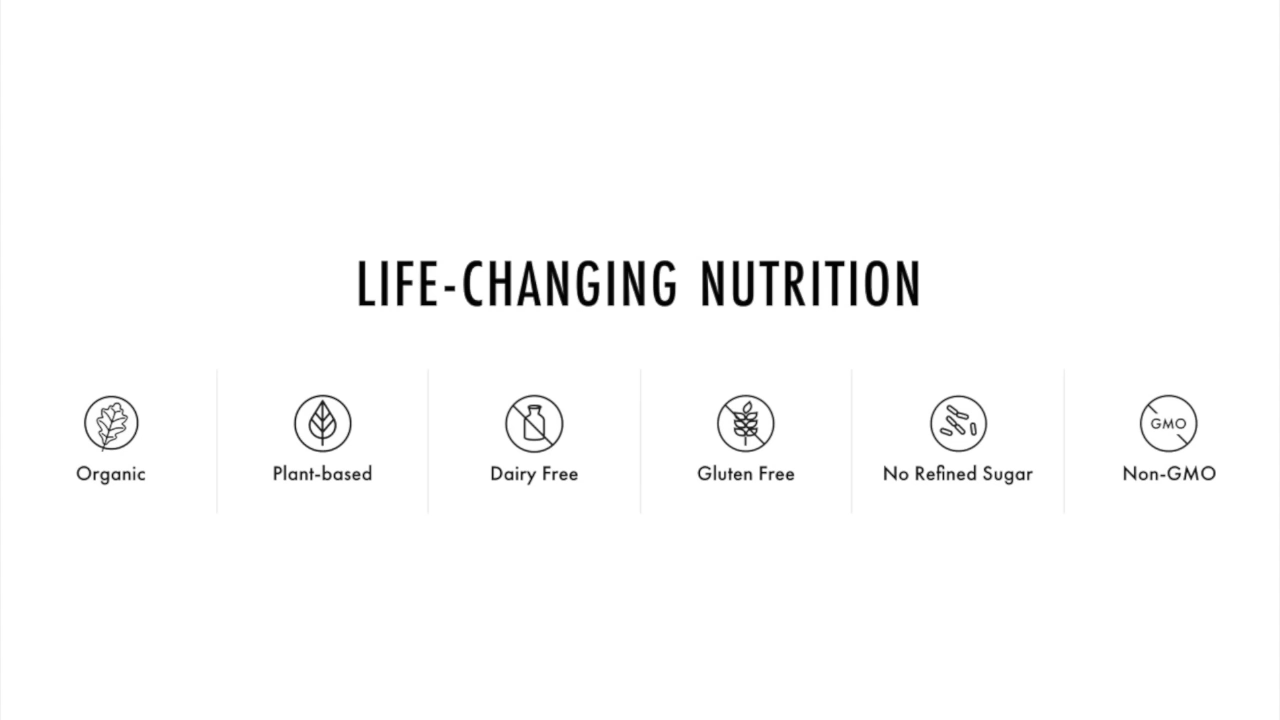 LIFE-CHANGING NUTRITION
Organic
Plant-based
Dairy Free
Gluten Free
No Refined Sugar
GMO
Non-GMO